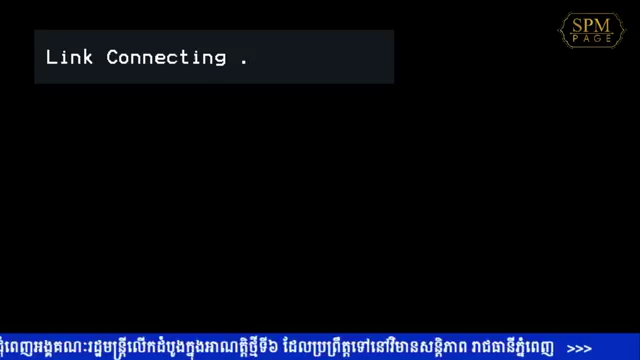 SPM
PAGE
Link Connecting .
ជុំពេញអង្គគណៈរដ្ឋមន្ត្រីលើកដំបូងក្នុងអាណត្តិថ្មីទី៦ ដែលប្រព្រឹត្តទៅនៅវិមានសន្តិភាព រាជធានីភ្នំពេញ >>>